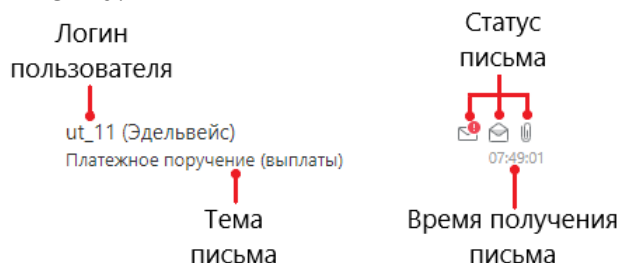 Логин
пользователя
Статус
письма
ut_11 (Эдельвейс)
Платежное поручение (выплаты)
07:49:01
Тема
письма
Время получения
письма